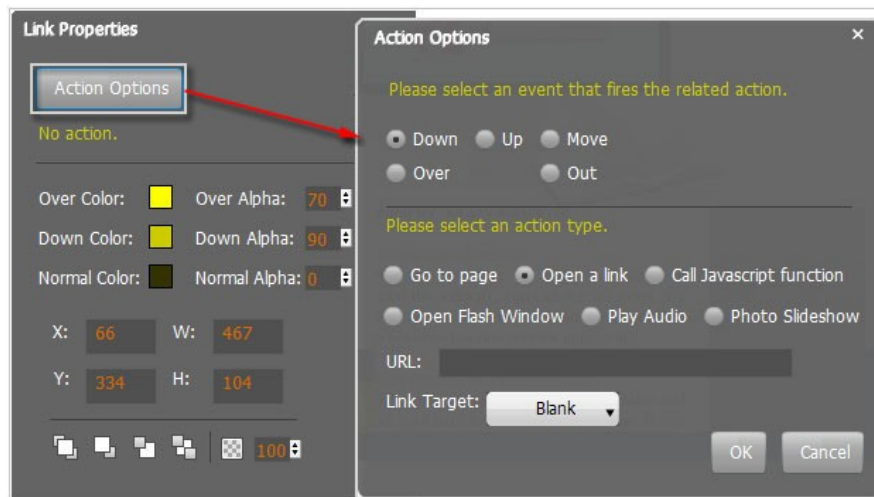 Link Properties
Action Options
No action.
Over Color: Over Alpha: 70
Down Color: Down Alpha: 90
Normal Color: Normal Alpha: 0
X: 66 W: 467
Y: 334 H: 104
100
Action Options
Please select an event that fires the related action.
Down Up Move
Over Out
Please select an action type.
Go to page Open a link Call Javascript function
Open Flash Window Play Audio Photo Slideshow
URL:
Link Target: Blank
OK Cancel